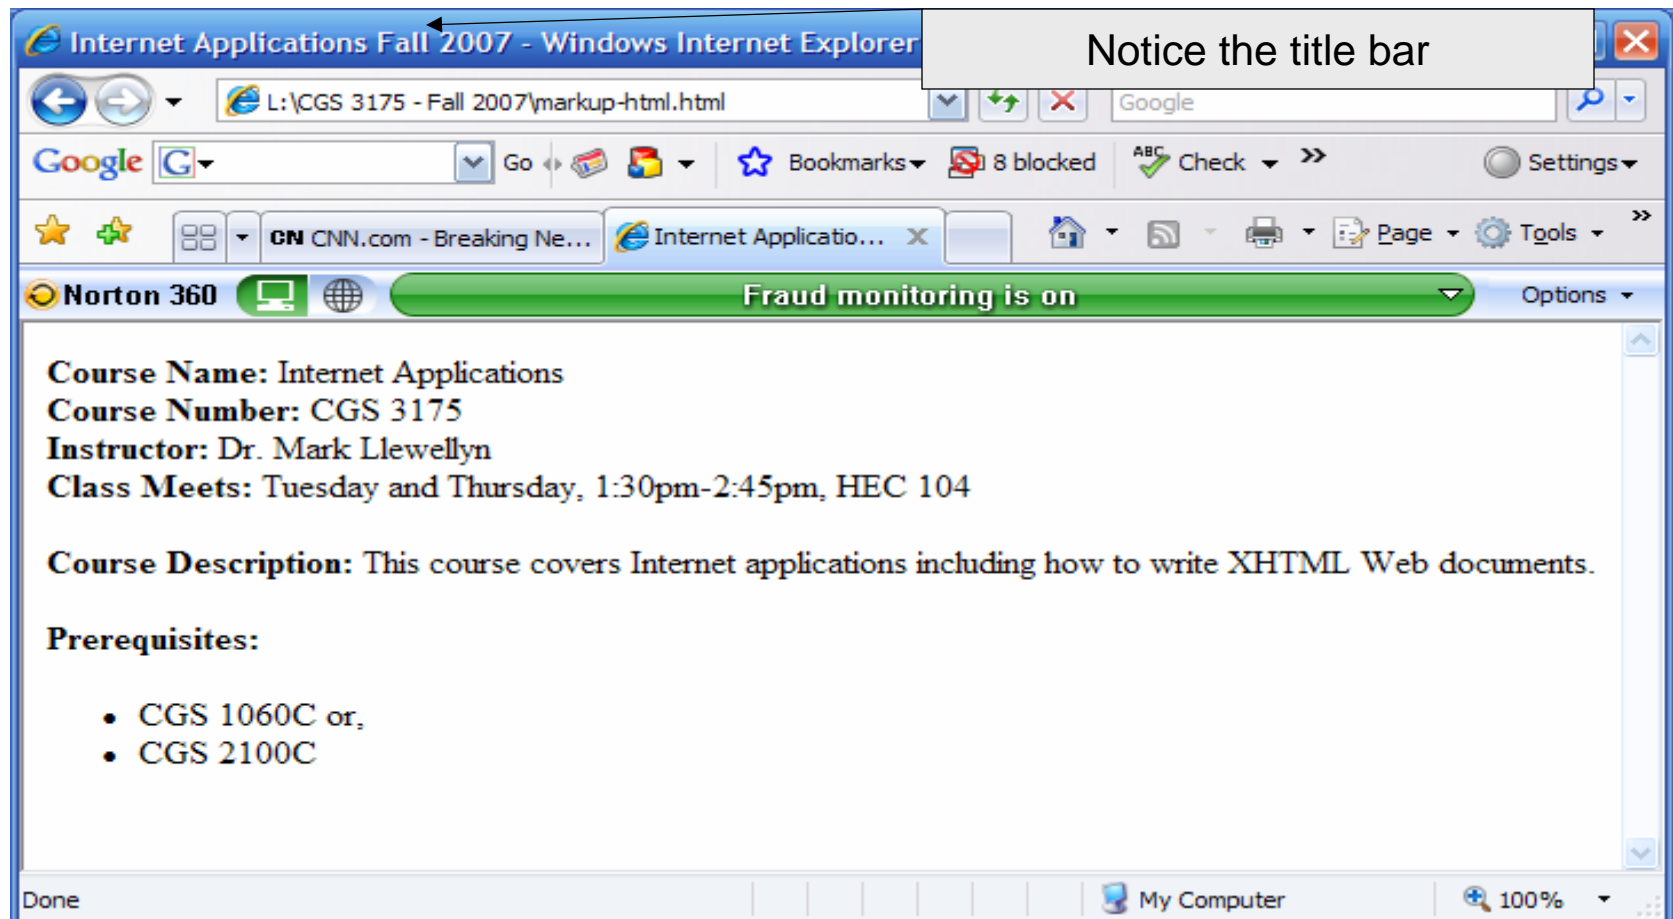 Internet Applications Fall 2007 - Windows Internet Explorer
Notice the title bar
L:\CGS 3175 - Fall 2007\markup-html.html
Google
Google G Go Bookmarks 8 blocked ABC Check » Settings
CN CNN.com - Breaking Ne... Internet Applicatio... Page Tools »
Norton 360 Fraud monitoring is on Options
Course Name: Internet Applications
Course Number: CGS 3175
Instructor: Dr. Mark Llewellyn
Class Meets: Tuesday and Thursday, 1:30pm-2:45pm, HEC 104
Course Description: This course covers Internet applications including how to write XHTML Web documents.
Prerequisites:
• CGS 1060C or,
• CGS 2100C
Done My Computer 100%